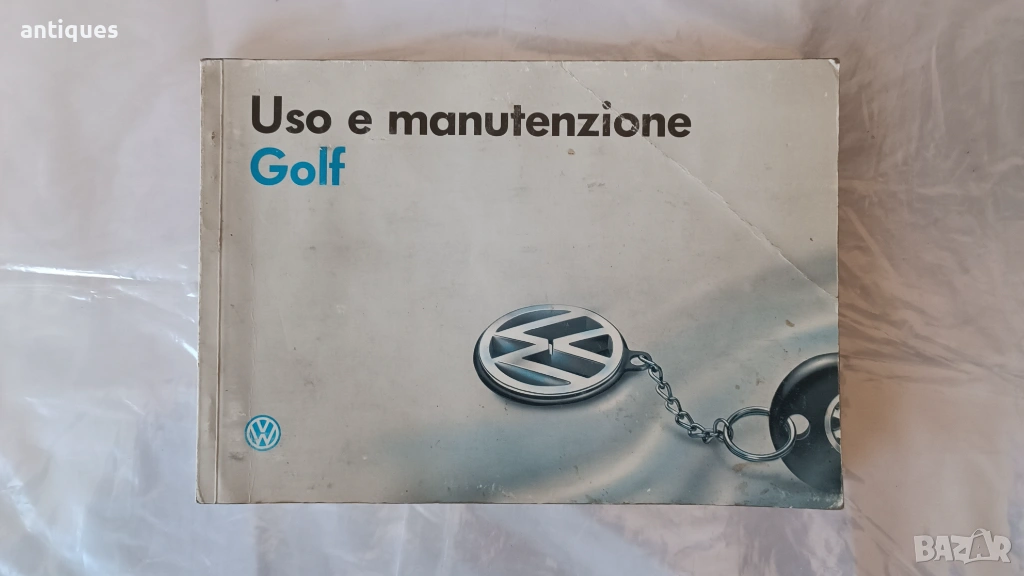 antiques
Uso e manutenzione
Golf
BAZAR